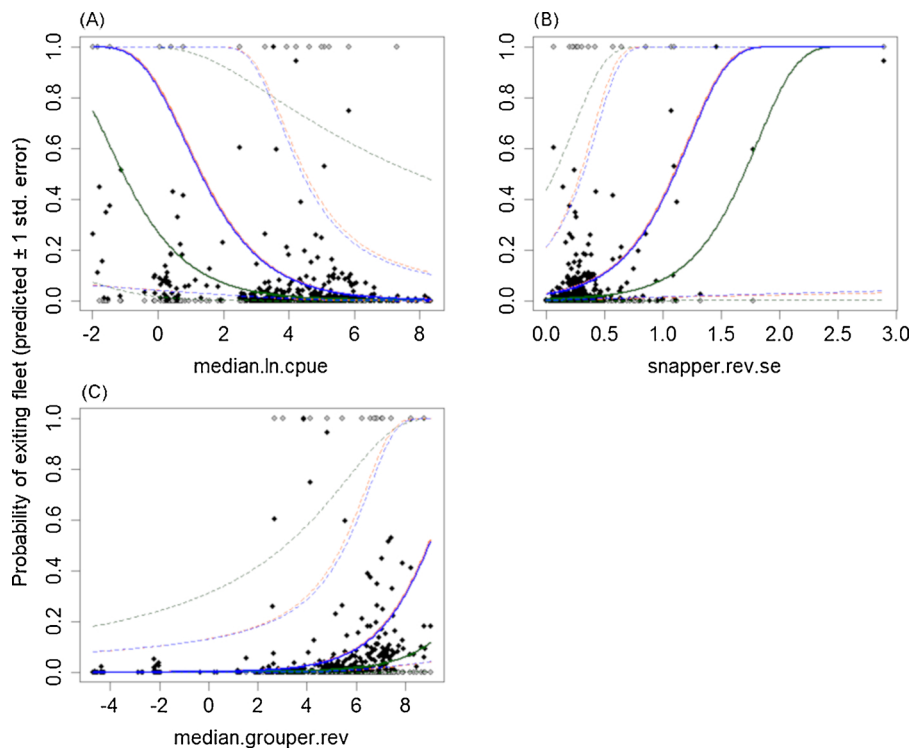 (A)
1.0
0.8
0.6
0.4
0.2
0.0
-2 0 2 4 6 8
median.ln.cpue
(B)
1.0
0.8
0.6
0.4
0.2
0.0
0.0 0.5 1.0 1.5 2.0 2.5 3.0
snapper.rev.se
(C)
1.0
0.8
0.6
0.4
0.2
0.0
-4 -2 0 2 4 6 8
median.grouper.rev
Probability of exiting fleet (predicted ± 1 std. error)